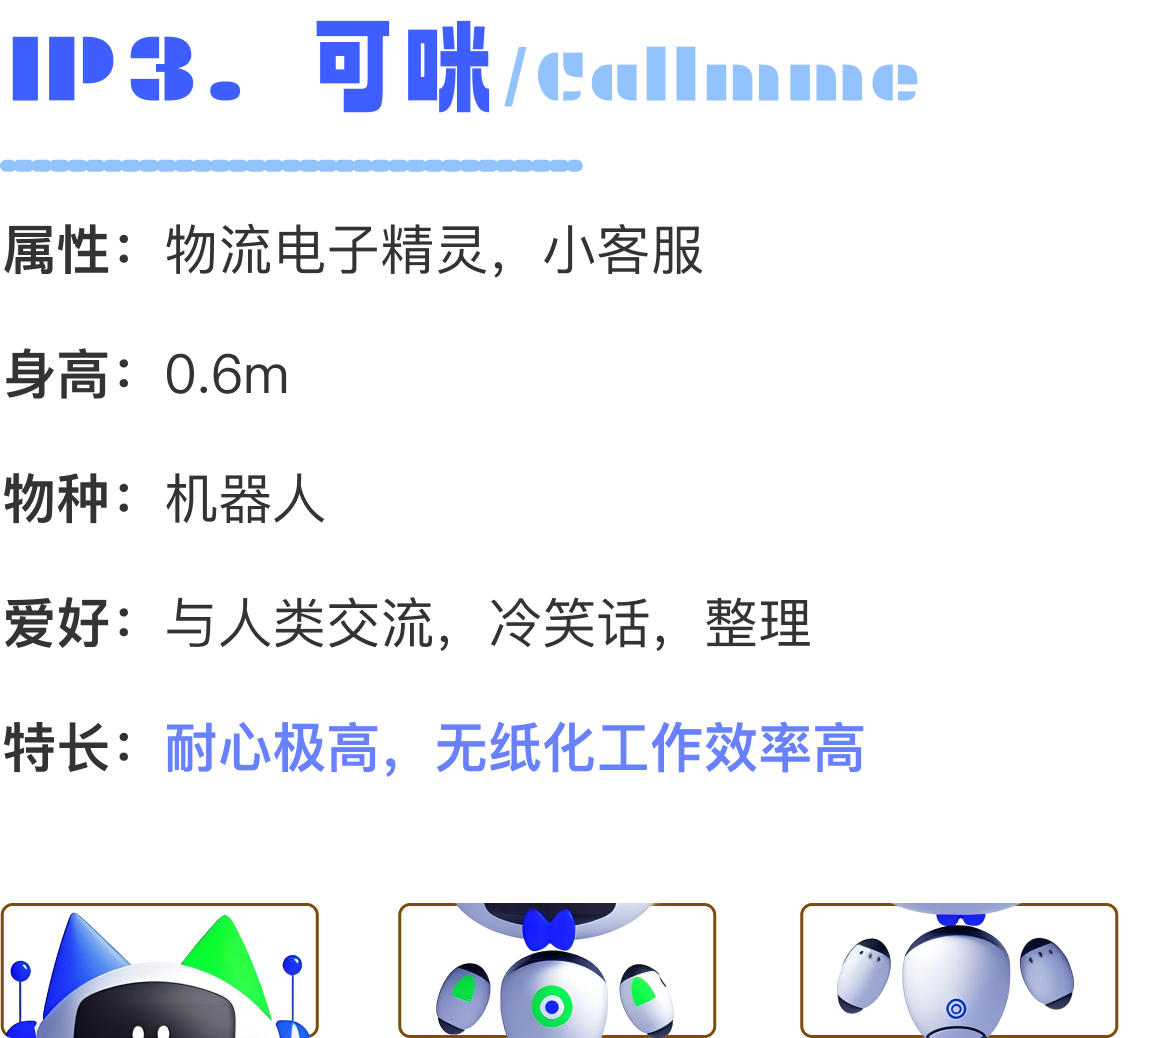 IP3. 可咪/Callmme
属性：物流电子精灵，小客服
身高：0.6m
物种：机器人
爱好：与人类交流，冷笑话，整理
特长：耐心极高，无纸化工作效率高